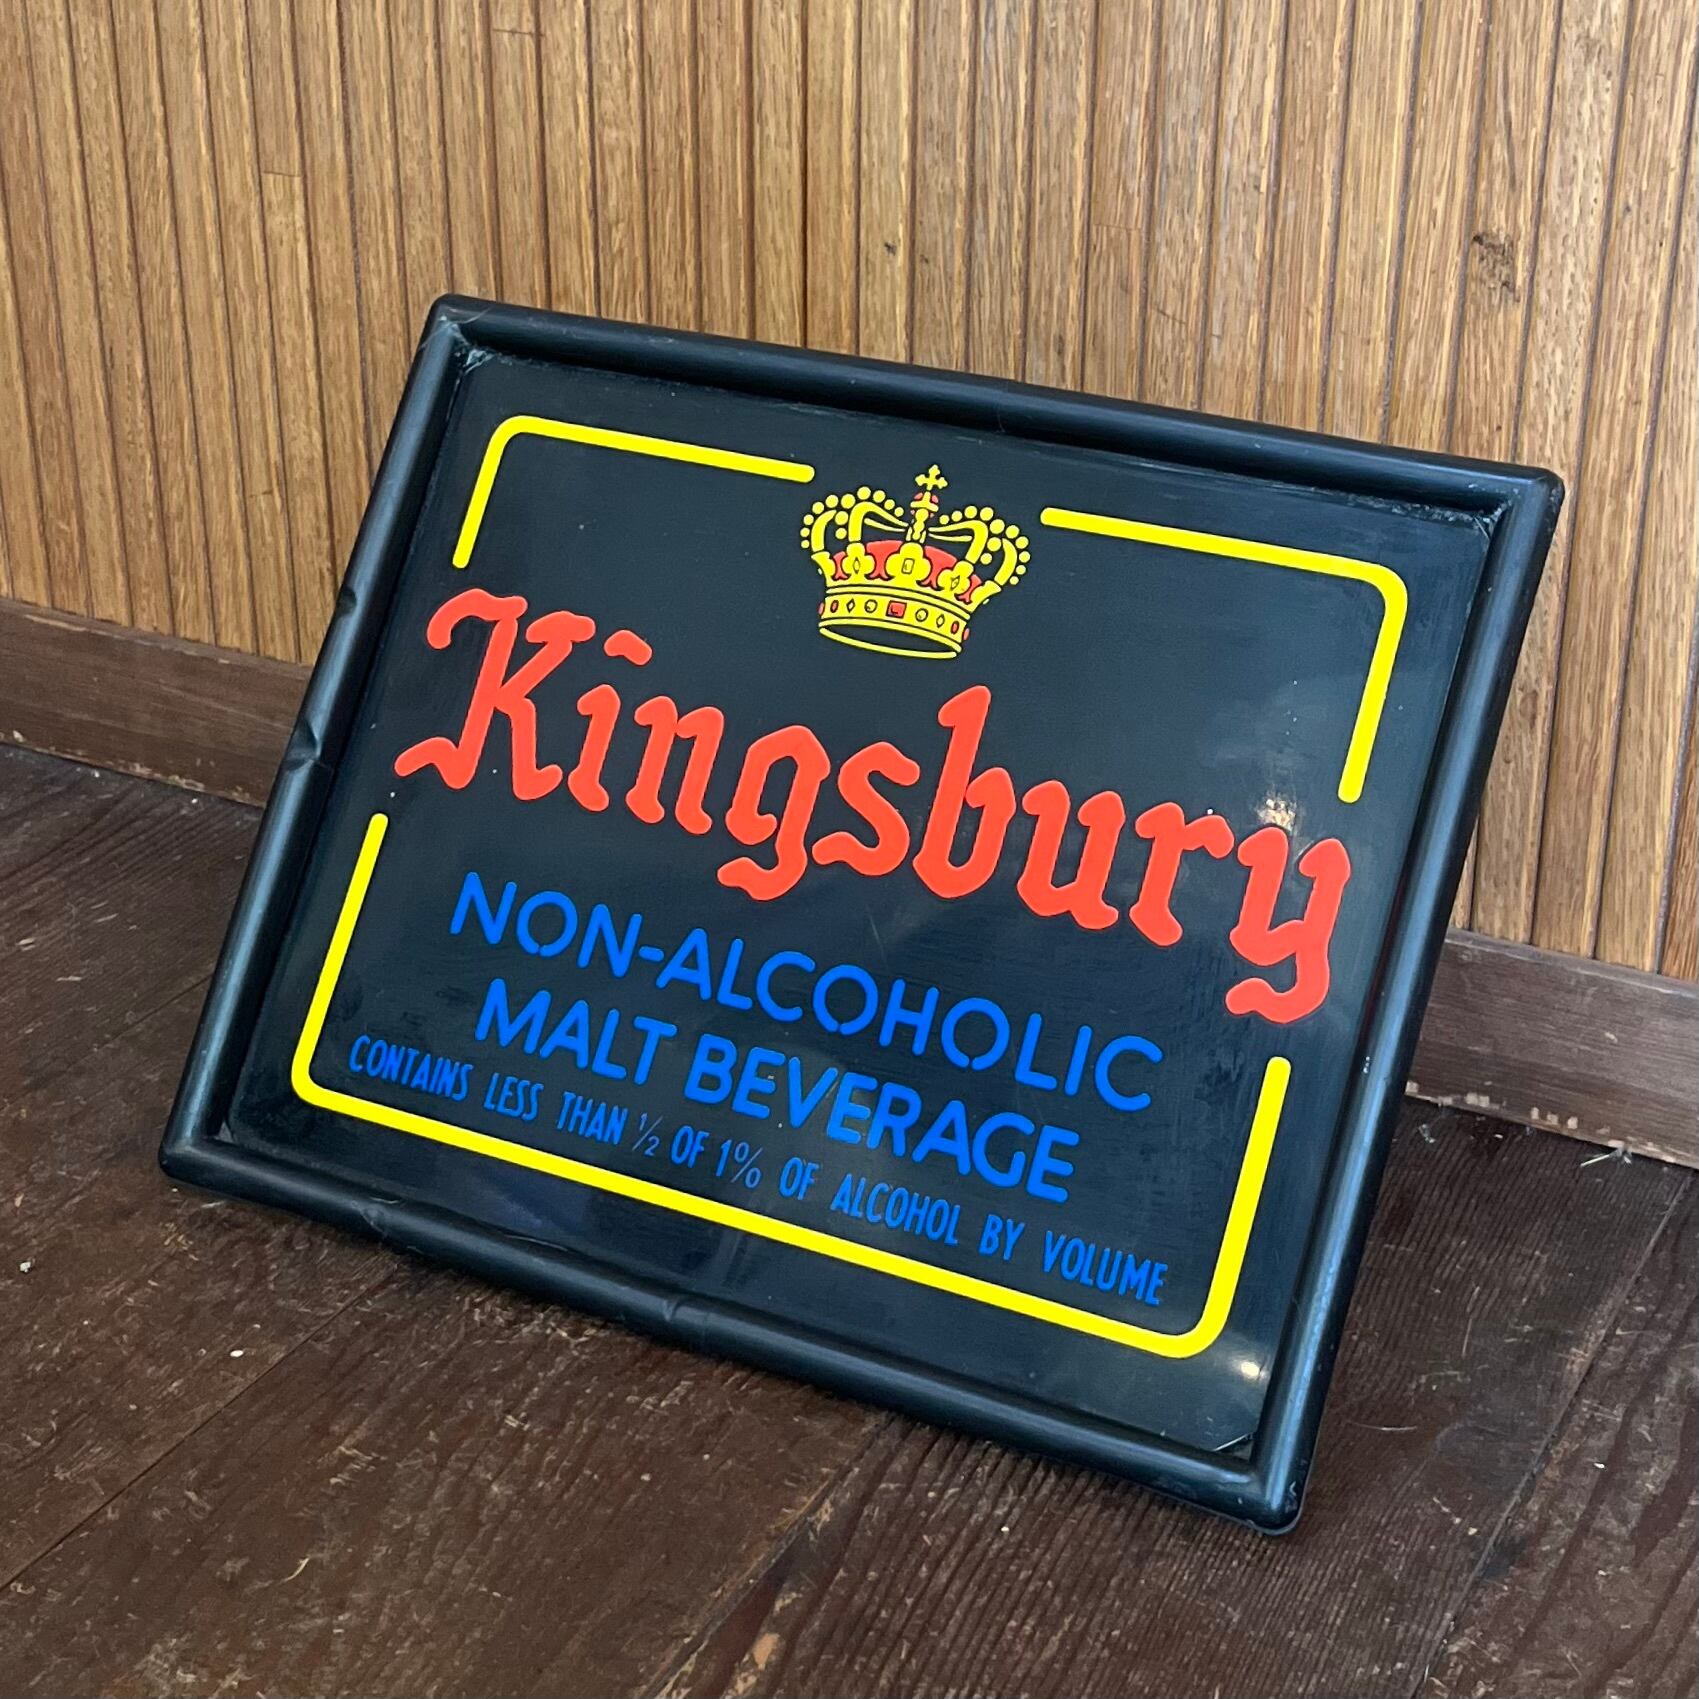 Kingsbury
NON-ALCOHOLIC
MALT BEVERAGE
CONTAINS LESS THAN 1/2 OF 1% OF ALCOHOL BY VOLUME